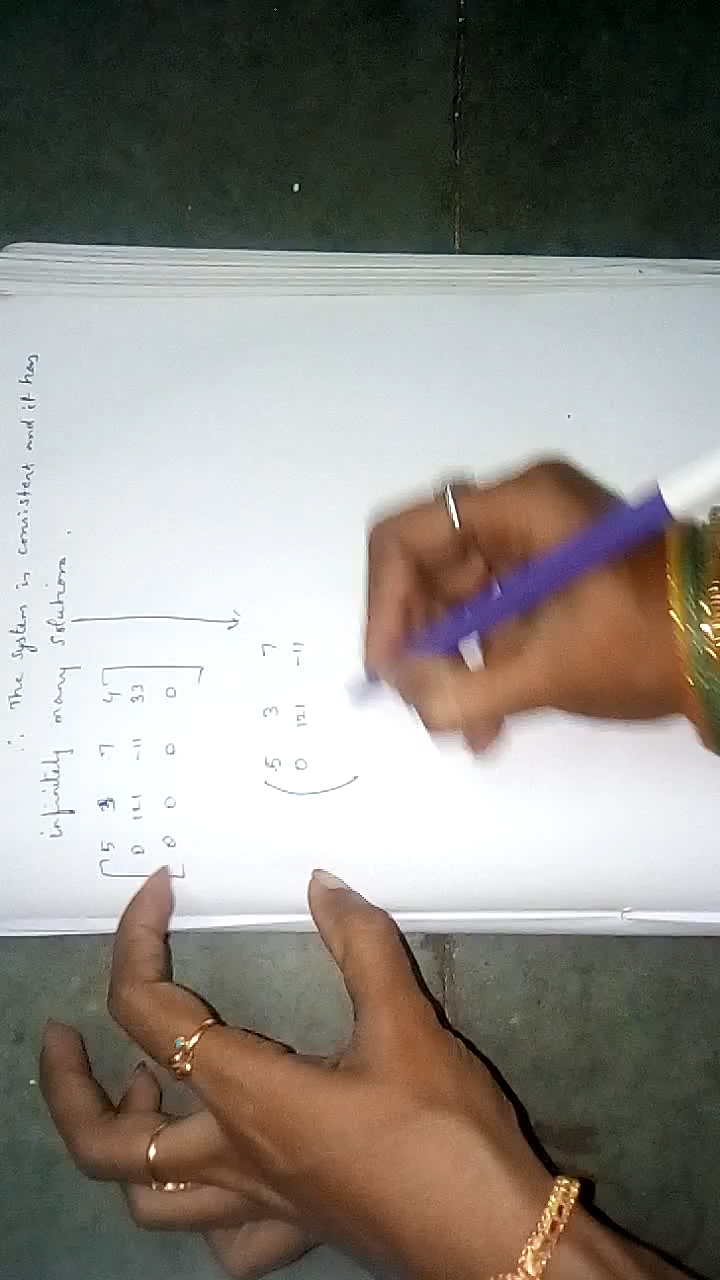 ∴ The system is consistent and it has
infinitely many solutions.
5 3 7 4
0 121 -11 33
0 0 0 0
5 3 7
0 121 -11